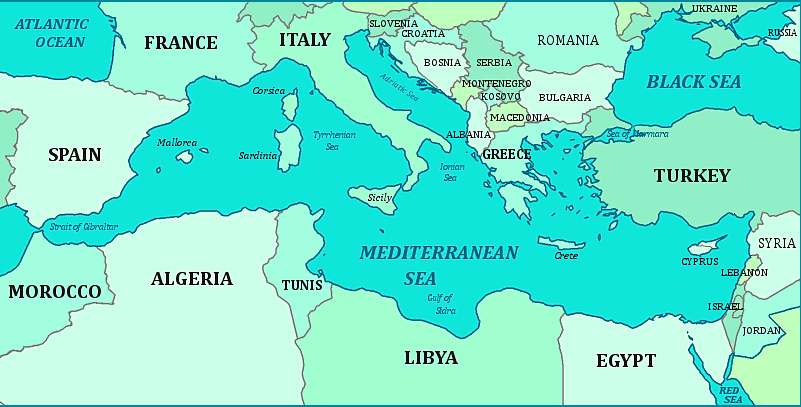 UKRAINE
ATLANTIC
OCEAN
SLOVENIA
CROATIA
RUSSIA
FRANCE
ITALY
ROMANIA
BOSNIA
SERBIA
BLACK SEA
Adriatic Sea
MONTENEGRO
Corsica
KOSOVO
BULGARIA
MACEDONIA
Tyrrhenian
Sea
ALBANIA
Sea of Marmara
Mallorca
SPAIN
Sardinia
GREECE
Ionian
Sea
TURKEY
Sicily
Strait of Gibraltar
SYRIA
MEDITERRANEAN
SEA
Crete
CYPRUS
LEBANON
ALGERIA
TUNIS
MOROCCO
Gulf of
Sidra
ISRAEL
JORDAN
LIBYA
EGYPT
RED
SEA